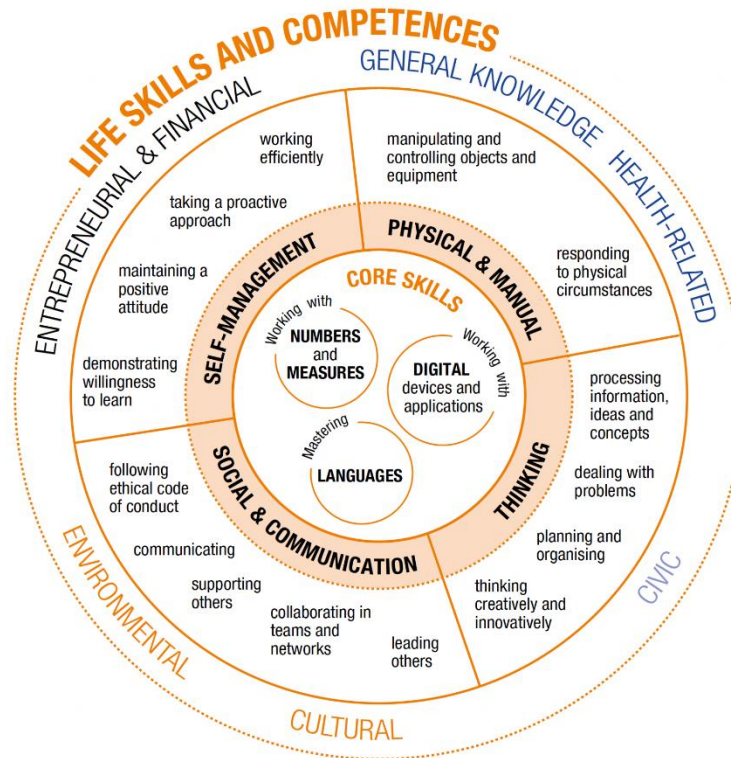 LIFE SKILLS AND COMPETENCES
ENTREPRENEURIAL & FINANCIAL
GENERAL KNOWLEDGE
HEALTH-RELATED
CIVIC
CULTURAL
ENVIRONMENTAL
SELF-MANAGEMENT
working
efficiently
taking a proactive
approach
maintaining a
positive
attitude
demonstrating
willingness
to learn
PHYSICAL & MANUAL
manipulating and
controlling objects and
equipment
responding
to physical
circumstances
THINKING
processing
information,
ideas and
concepts
dealing with
problems
planning and
organising
thinking
creatively and
innovatively
SOCIAL & COMMUNICATION
following
ethical code
of conduct
communicating
supporting
others
collaborating in
teams and
networks
leading
others
CORE SKILLS
Working with
NUMBERS
and
MEASURES
Working with
DIGITAL
devices and
applications
Mastering
LANGUAGES